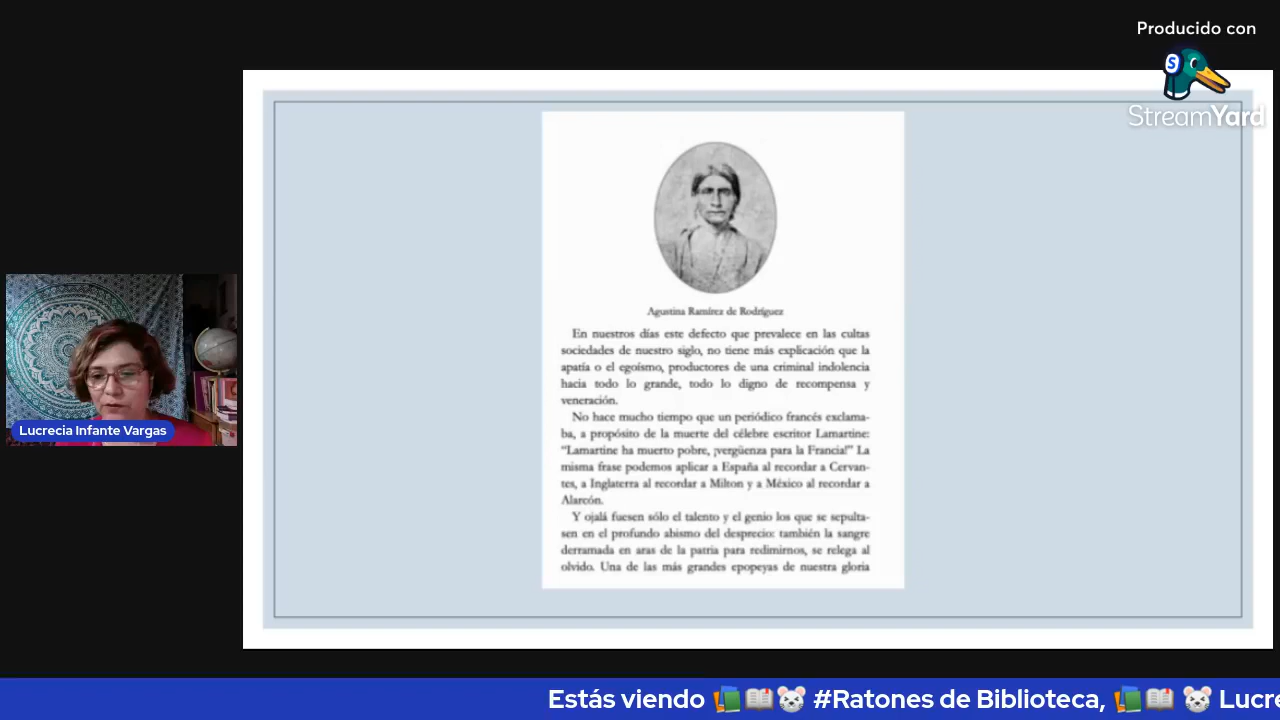 Producido con
StreamYard
Agustina Ramírez de Rodríguez
En nuestros días este defecto que prevalece en las cultas
sociedades de nuestro siglo, no tiene más explicación que la
apatía o el egoísmo, productores de una criminal indolencia
hacia todo lo grande, todo lo digno de recompensa y
veneración.
No hace mucho tiempo que un periódico francés exclama-
ba, a propósito de la muerte del célebre escritor Lamartine:
“Lamartine ha muerto pobre, ¡vergüenza para la Francia!” La
misma frase podemos aplicar a España al recordar a Cervan-
tes, a Inglaterra al recordar a Milton y a México al recordar a
Alarcón.
Y ojalá fuesen sólo el talento y el genio los que se sepulta-
sen en el profundo abismo del desprecio: también la sangre
derramada en aras de la patria para redimirnos, se relega al
olvido. Una de las más grandes epopeyas de nuestra gloria
Lucrecia Infante Vargas
Estás viendo 📚📖🐭 #Ratones de Biblioteca, 📚📖 🐭 Lucre